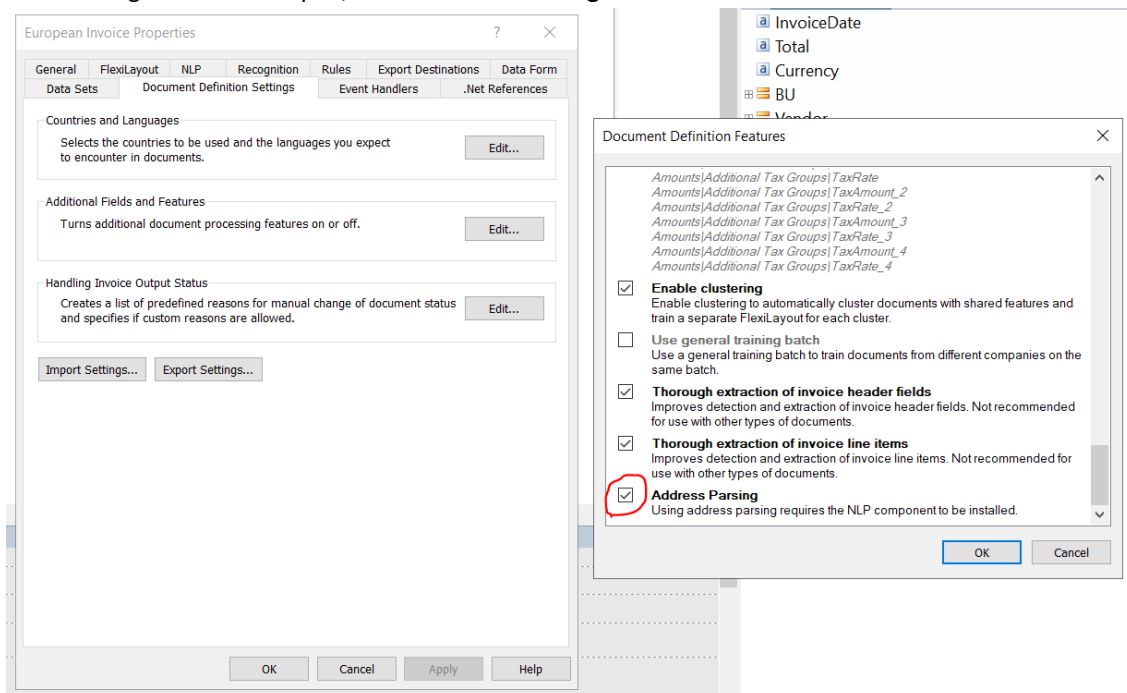 European Invoice Properties
General FlexiLayout NLP Recognition Rules Export Destinations Data Form
Data Sets Document Definition Settings Event Handlers .Net References
Countries and Languages
Selects the countries to be used and the languages you expect
to encounter in documents.
Edit...
Additional Fields and Features
Turns additional document processing features on or off.
Edit...
Handling Invoice Output Status
Creates a list of predefined reasons for manual change of document status
and specifies if custom reasons are allowed.
Edit...
Import Settings... Export Settings...
OK Cancel Apply Help
InvoiceDate
Total
Currency
BU
Vendor
Document Definition Features
Amounts|Additional Tax Groups|TaxRate
Amounts|Additional Tax Groups|TaxAmount_2
Amounts|Additional Tax Groups|TaxRate_2
Amounts|Additional Tax Groups|TaxAmount_3
Amounts|Additional Tax Groups|TaxRate_3
Amounts|Additional Tax Groups|TaxAmount_4
Amounts|Additional Tax Groups|TaxRate_4
Enable clustering
Enable clustering to automatically cluster documents with shared features and
train a separate FlexiLayout for each cluster.
Use general training batch
Use a general training batch to train documents from different companies on the
same batch.
Thorough extraction of invoice header fields
Improves detection and extraction of invoice header fields. Not recommended
for use with other types of documents.
Thorough extraction of invoice line items
Improves detection and extraction of invoice line items. Not recommended for
use with other types of documents.
Address Parsing
Using address parsing requires the NLP component to be installed.
OK Cancel